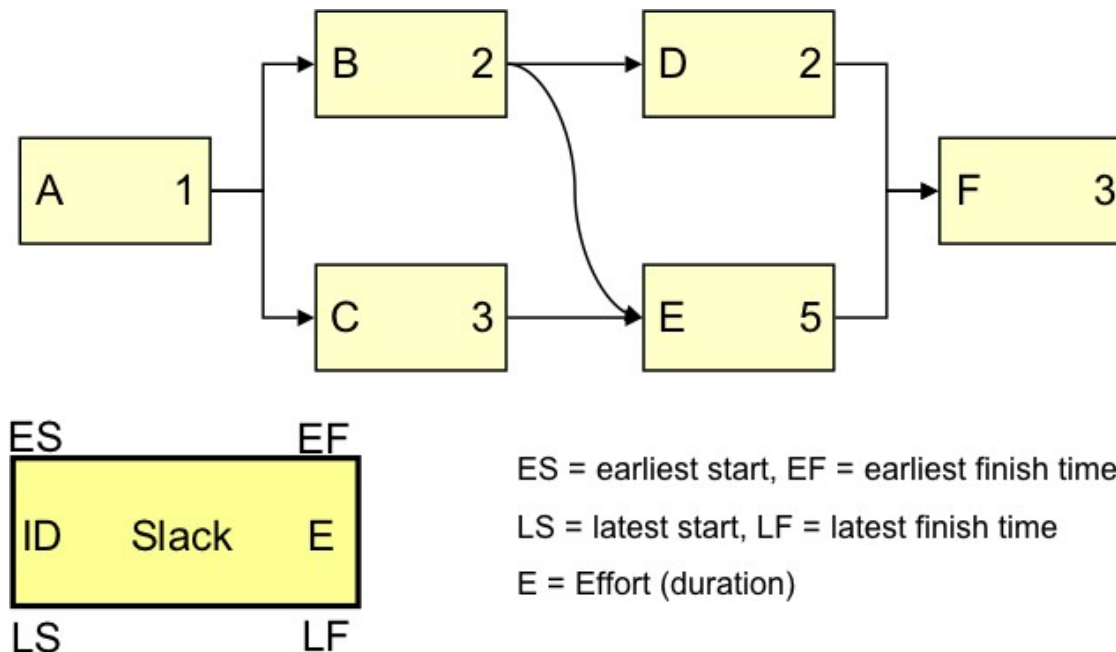 B 2
D 2
A 1
F 3
C 3
E 5
ES EF
ID Slack E
LS LF
ES = earliest start, EF = earliest finish time
LS = latest start, LF = latest finish time
E = Effort (duration)